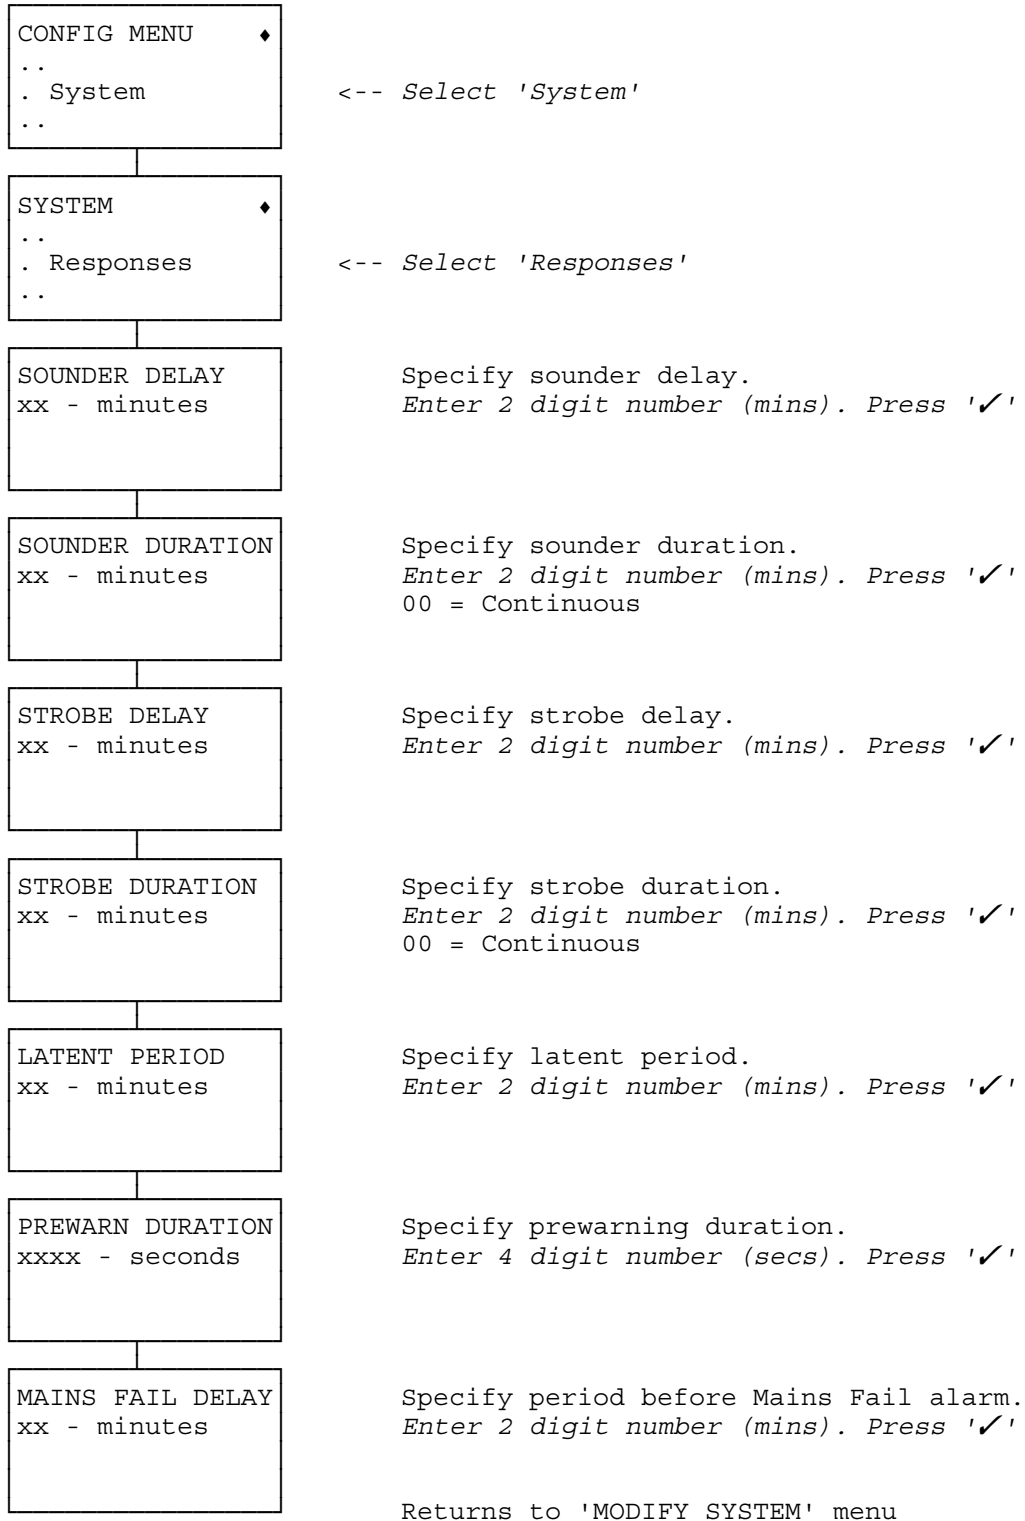 CONFIG MENU ♦
..
. System <-- Select 'System'
..
SYSTEM ♦
..
. Responses <-- Select 'Responses'
..
SOUNDER DELAY Specify sounder delay.
xx - minutes Enter 2 digit number (mins). Press '✓'
SOUNDER DURATION Specify sounder duration.
xx - minutes Enter 2 digit number (mins). Press '✓'
00 = Continuous
STROBE DELAY Specify strobe delay.
xx - minutes Enter 2 digit number (mins). Press '✓'
STROBE DURATION Specify strobe duration.
xx - minutes Enter 2 digit number (mins). Press '✓'
00 = Continuous
LATENT PERIOD Specify latent period.
xx - minutes Enter 2 digit number (mins). Press '✓'
PREWARN DURATION Specify prewarning duration.
xxxx - seconds Enter 4 digit number (secs). Press '✓'
MAINS FAIL DELAY Specify period before Mains Fail alarm.
xx - minutes Enter 2 digit number (mins). Press '✓'
Returns to 'MODIFY SYSTEM' menu